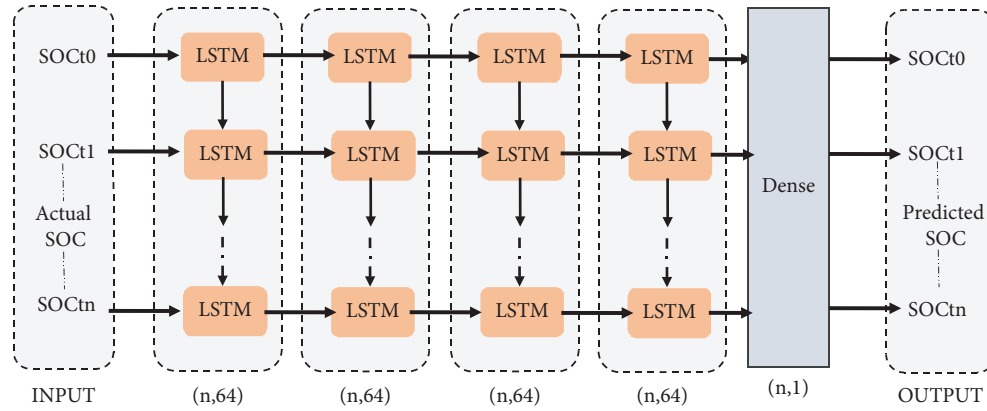 SOCt0 LSTM LSTM LSTM LSTM SOCt0
SOCt1 LSTM LSTM LSTM LSTM SOCt1
Dense
Actual
SOC
Predicted
SOC
SOCtn LSTM LSTM LSTM LSTM SOCtn
INPUT (n,64) (n,64) (n,64) (n,64) (n,1) OUTPUT